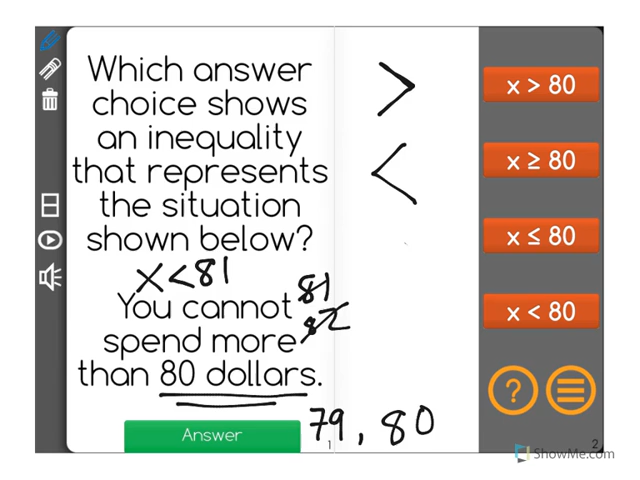 Which answer
choice shows
an inequality
that represents
the situation
shown below?
x < 81
You cannot
81
spend more
82
than 80 dollars.
79, 80
Answer
1
>
<
x > 80
x ≥ 80
x ≤ 80
x < 80
?
2
ShowMe.com